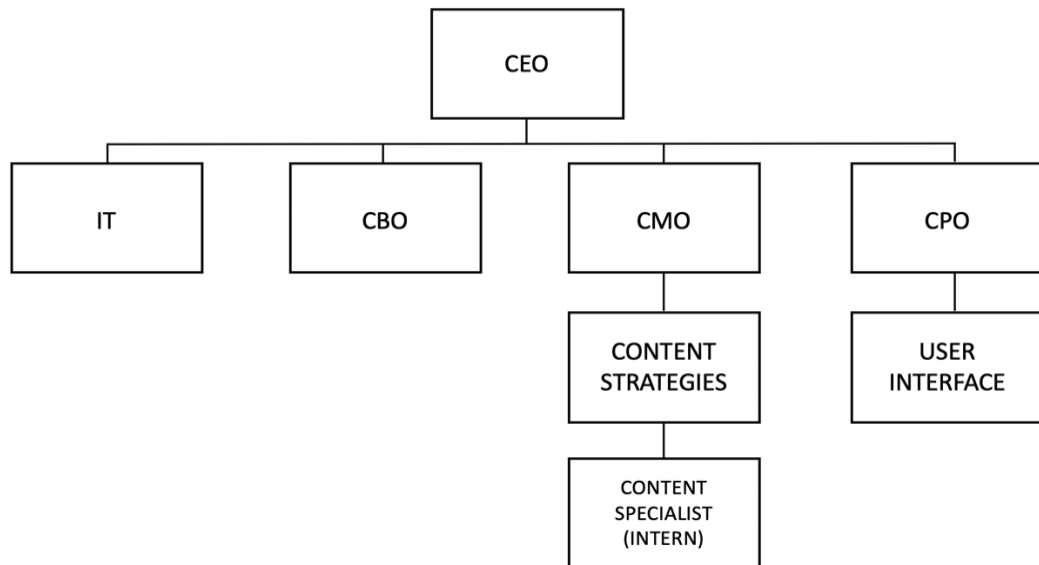 CEO
IT
CBO
CMO
CPO
CONTENT
STRATEGIES
USER
INTERFACE
CONTENT
SPECIALIST
(INTERN)